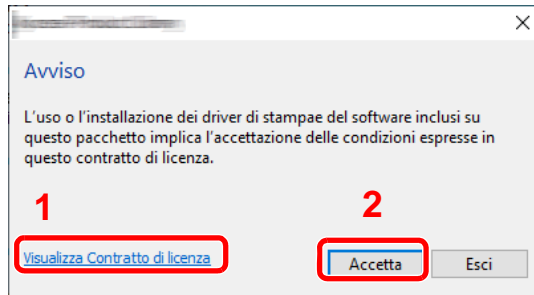 Avviso
L'uso o l'installazione dei driver di stampae del software inclusi su
questo pacchetto implica l'accettazione delle condizioni espresse in
questo contratto di licenza.
1
2
Visualizza Contratto di licenza
Accetta
Esci